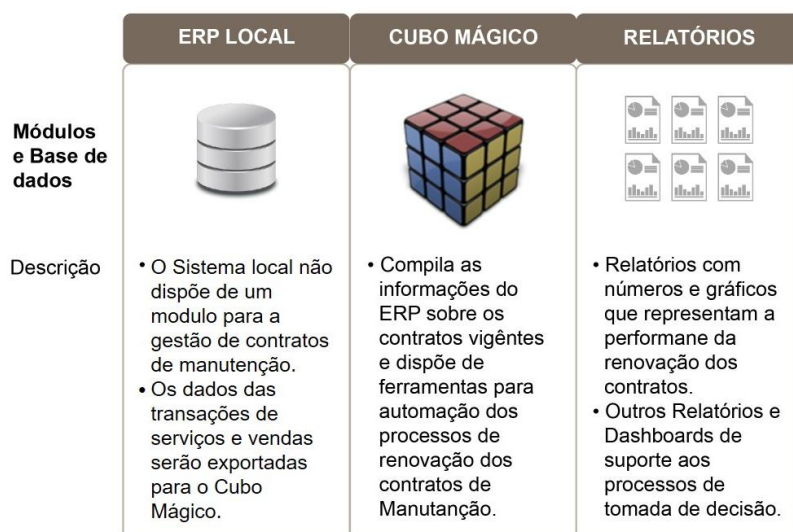 ERP LOCAL
CUBO MÁGICO
RELATÓRIOS
Módulos
e Base de
dados
Descrição
• O Sistema local não
dispõe de um
modulo para a
gestão de contratos
de manutenção.
• Os dados das
transações de
serviços e vendas
serão exportadas
para o Cubo
Mágico.
• Compila as
informações do
ERP sobre os
contratos vigêntes
e dispõe de
ferramentas para
automação dos
processos de
renovação dos
contratos de
Manutanção.
• Relatórios com
números e gráficos
que representam a
performane da
renovação dos
contratos.
• Outros Relatórios e
Dashboards de
suporte aos
processos de
tomada de decisão.